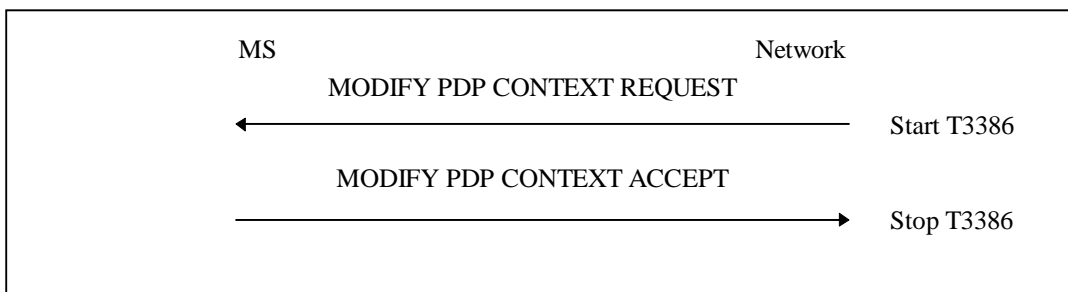 MS Network
MODIFY PDP CONTEXT REQUEST
Start T3386
MODIFY PDP CONTEXT ACCEPT
Stop T3386